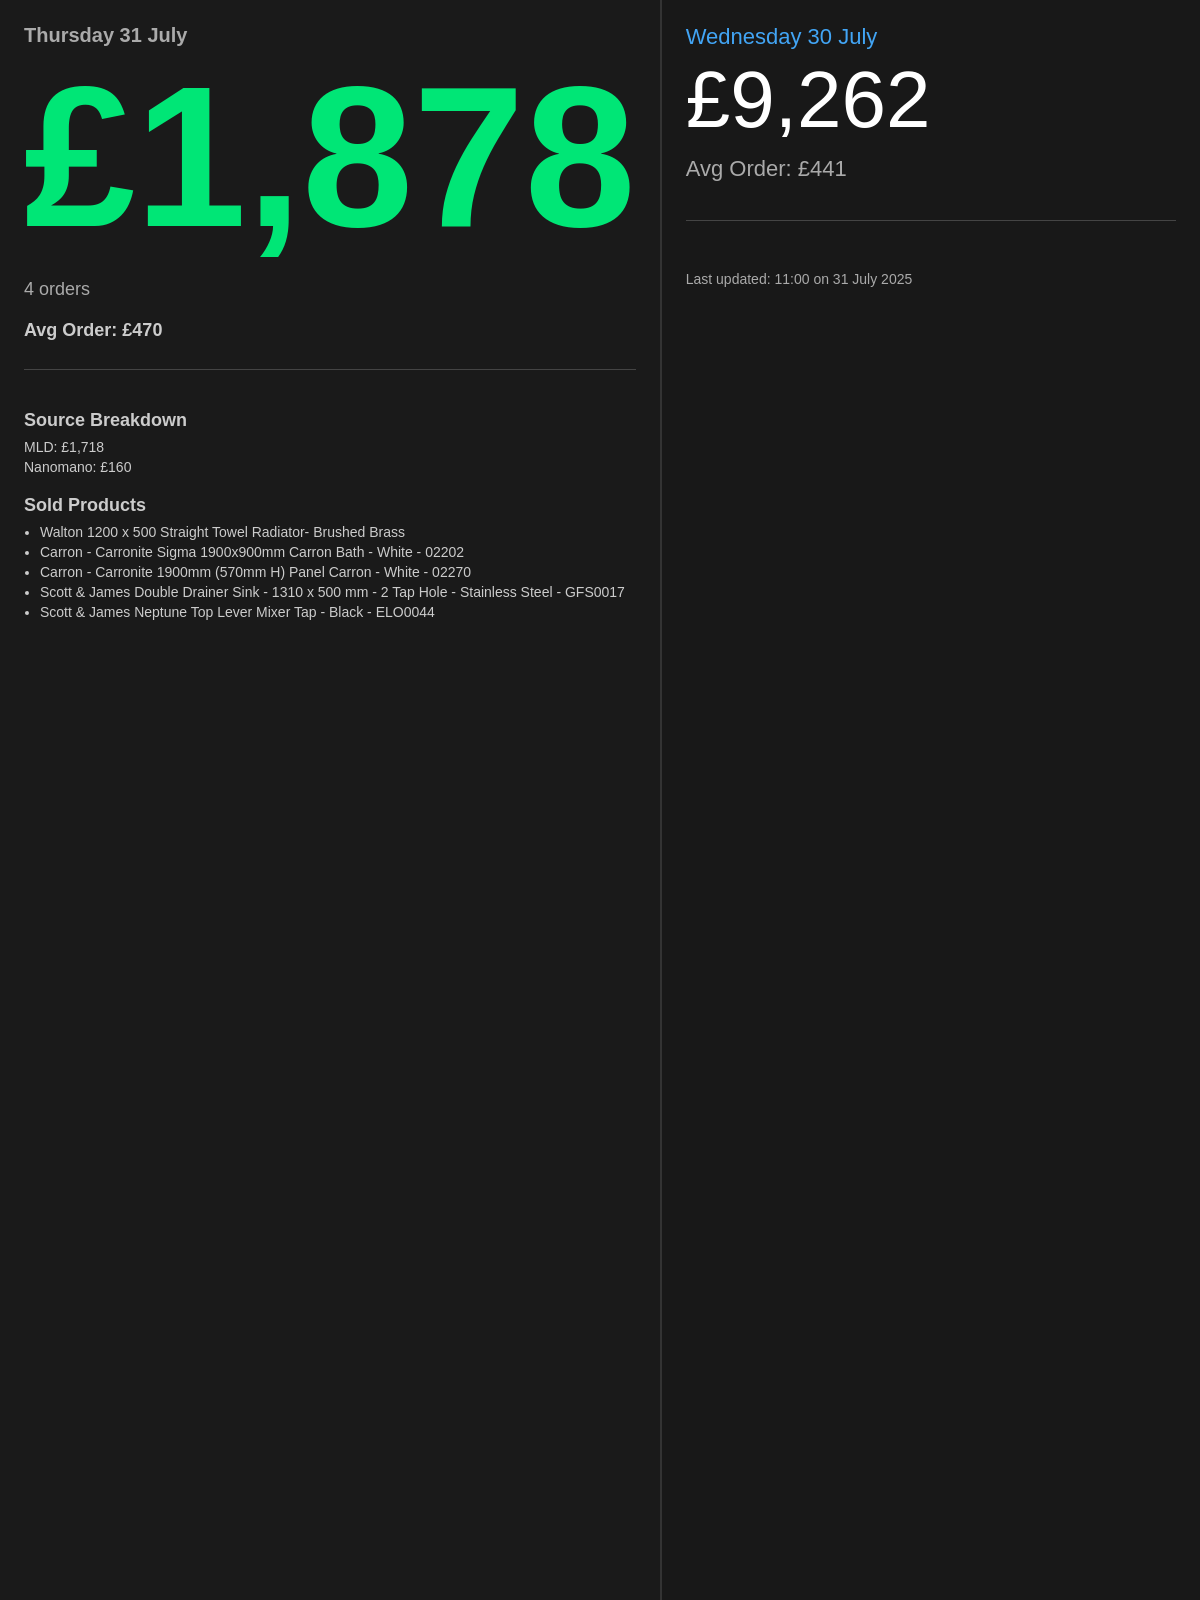 Thursday 31 July
£1,878
4 orders
Avg Order: £470
Source Breakdown
MLD: £1,718
Nanomano: £160
Sold Products
• Walton 1200 x 500 Straight Towel Radiator- Brushed Brass
• Carron - Carronite Sigma 1900x900mm Carron Bath - White - 02202
• Carron - Carronite 1900mm (570mm H) Panel Carron - White - 02270
• Scott & James Double Drainer Sink - 1310 x 500 mm - 2 Tap Hole - Stainless Steel - GFS0017
• Scott & James Neptune Top Lever Mixer Tap - Black - ELO0044
Wednesday 30 July
£9,262
Avg Order: £441
Last updated: 11:00 on 31 July 2025